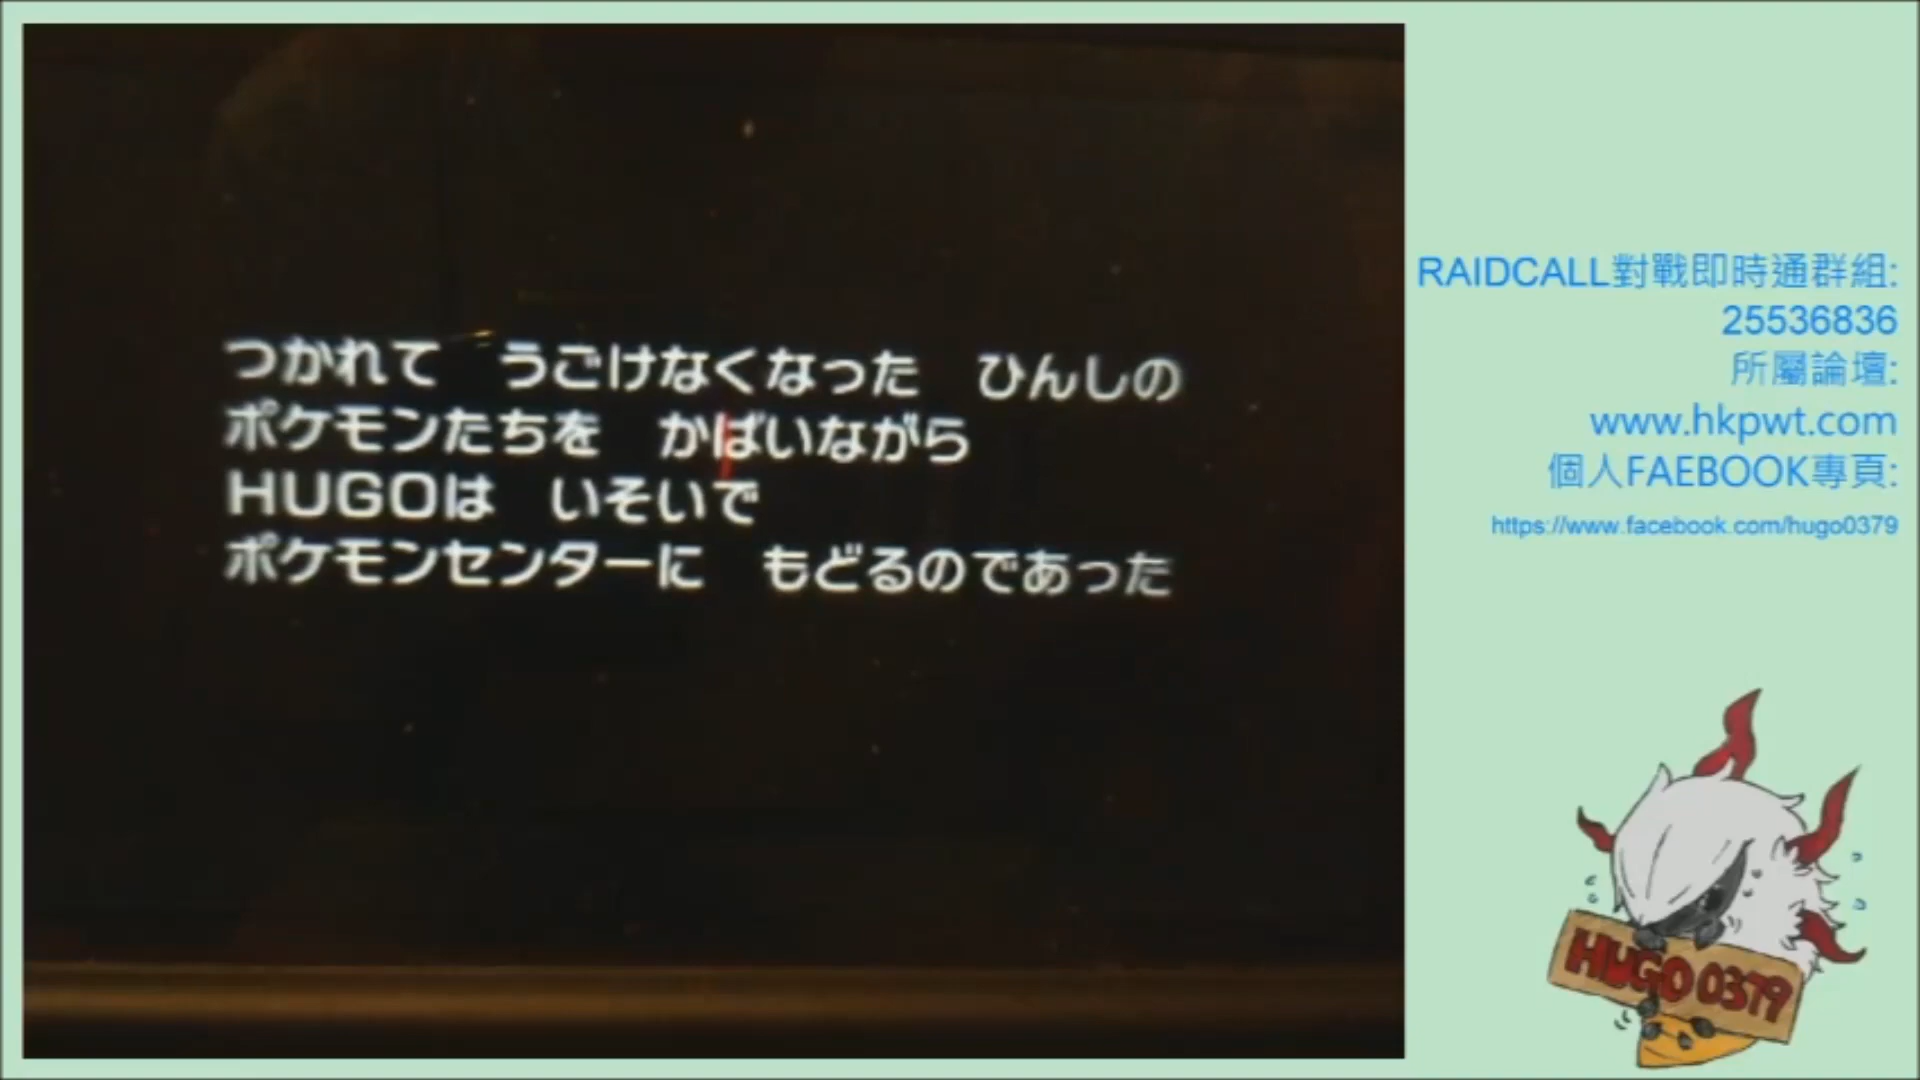 つかれて　うごけなくなった　ひんしの
ポケモンたちを　かばいながら
HUGOは　いそいで
ポケモンセンターに　もどるのであった
RAIDCALL對戰即時通群組:
25536836
所屬論壇:
www.hkpwt.com
個人FAEBOOK專頁:
https://www.facebook.com/hugo0379
HUGO 0379